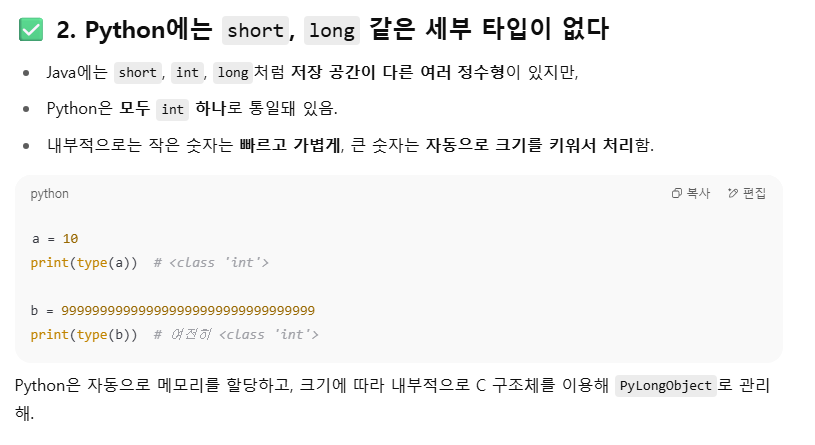 ✅ 2. Python에는 short, long 같은 세부 타입이 없다
• Java에는 short, int, long처럼 저장 공간이 다른 여러 정수형이 있지만,
• Python은 모두 int 하나로 통일돼 있음.
• 내부적으로는 작은 숫자는 빠르고 가볍게, 큰 숫자는 자동으로 크기를 키워서 처리함.
python 복사 편집
a = 10
print(type(a))  # <class 'int'>
b = 99999999999999999999999999999999
print(type(b))  # 여전히 <class 'int'>
Python은 자동으로 메모리를 할당하고, 크기에 따라 내부적으로 C 구조체를 이용해 PyLongObject로 관리
해.